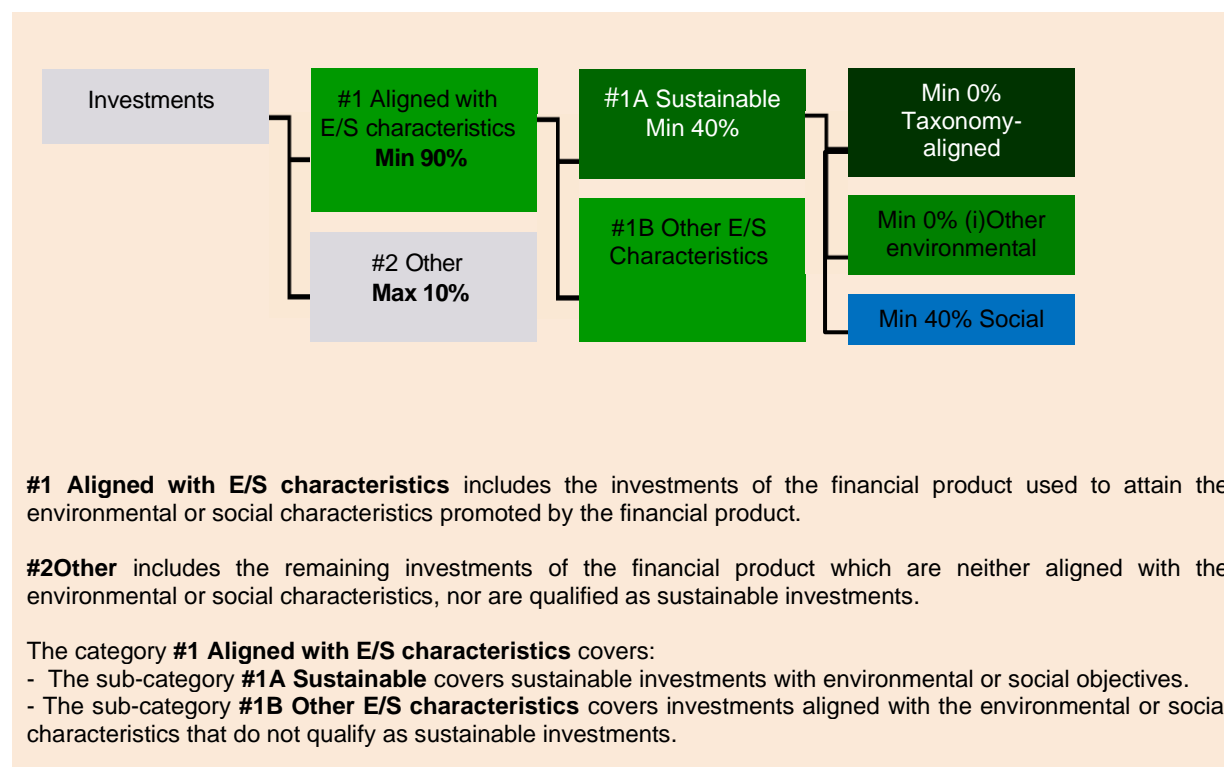 Investments
#1 Aligned with
E/S characteristics
Min 90%
#2 Other
Max 10%
#1A Sustainable
Min 40%
#1B Other E/S
Characteristics
Min 0%
Taxonomy-
aligned
Min 0% (i)Other
environmental
Min 40% Social
#1 Aligned with E/S characteristics includes the investments of the financial product used to attain the
environmental or social characteristics promoted by the financial product.
#2Other includes the remaining investments of the financial product which are neither aligned with the
environmental or social characteristics, nor are qualified as sustainable investments.
The category #1 Aligned with E/S characteristics covers:
- The sub-category #1A Sustainable covers sustainable investments with environmental or social objectives.
- The sub-category #1B Other E/S characteristics covers investments aligned with the environmental or social
characteristics that do not qualify as sustainable investments.